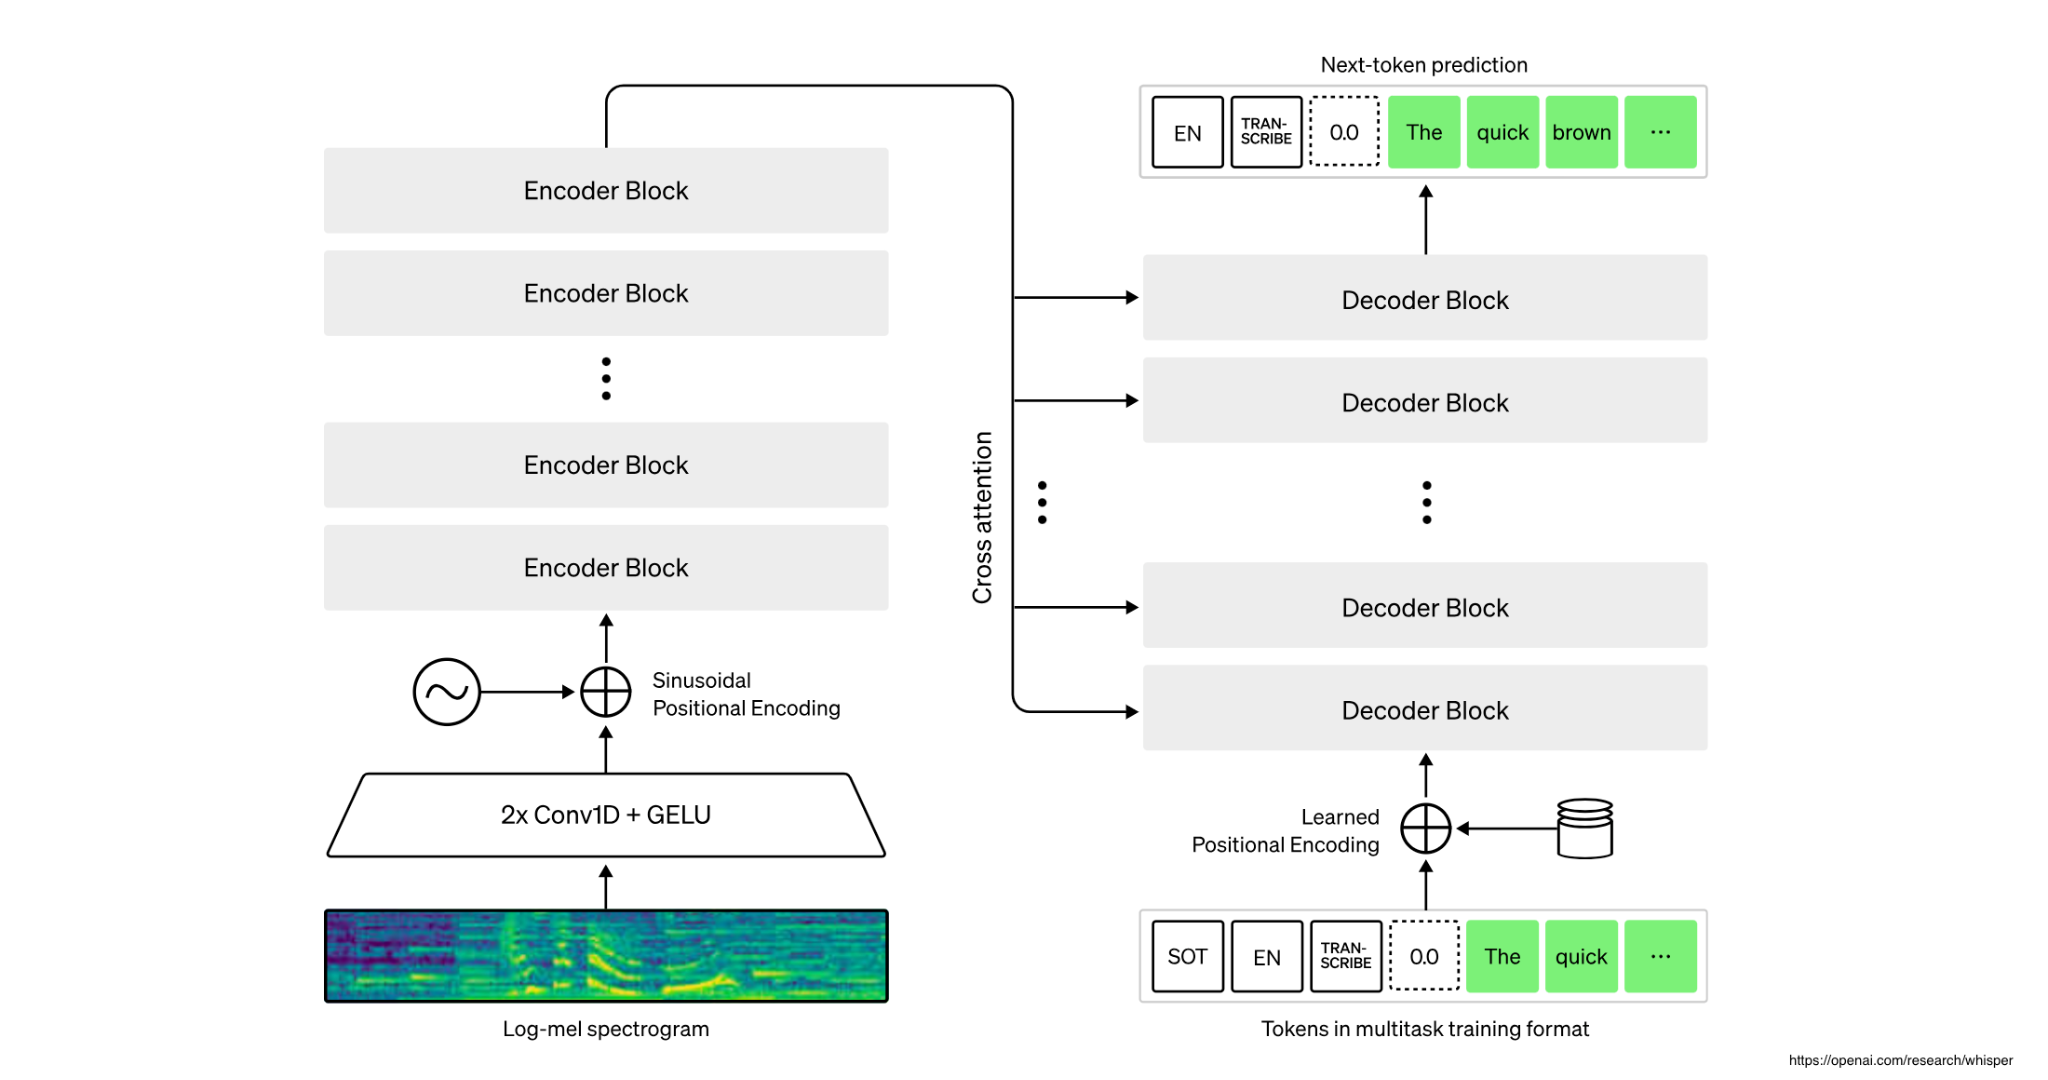 Next-token prediction
EN
TRAN-
SCRIBE
0.0
The
quick
brown
...
Encoder Block
Encoder Block
Encoder Block
Encoder Block
Cross attention
Decoder Block
Decoder Block
Decoder Block
Decoder Block
Sinusoidal
Positional Encoding
2x Conv1D + GELU
Log-mel spectrogram
Learned
Positional Encoding
SOT
EN
TRAN-
SCRIBE
0.0
The
quick
...
Tokens in multitask training format
https://openai.com/research/whisper